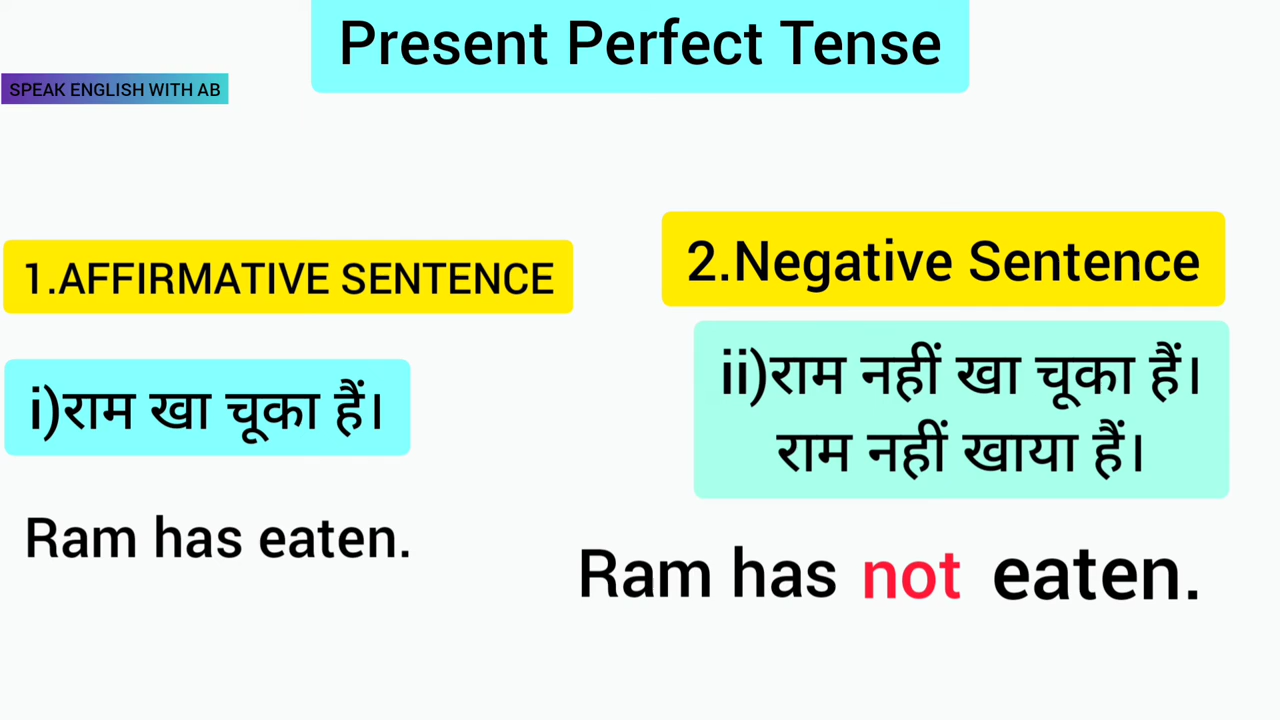 Present Perfect Tense
SPEAK ENGLISH WITH AB
1.AFFIRMATIVE SENTENCE
i)राम खा चूका हैं।
Ram has eaten.
2.Negative Sentence
ii)राम नहीं खा चूका हैं।
राम नहीं खाया हैं।
Ram has not eaten.